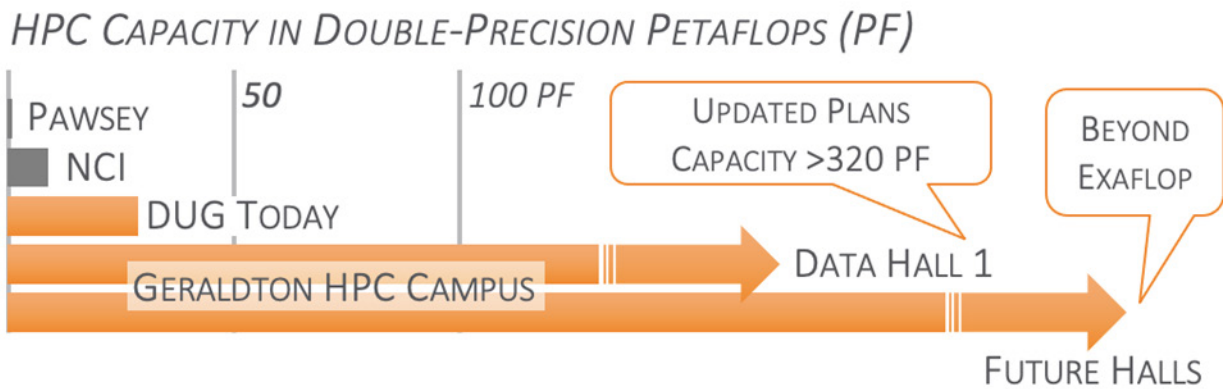 HPC CAPACITY IN DOUBLE-PRECISION PETAFLOPS (PF)
50
100 PF
PAWSEY
NCI
DUG TODAY
UPDATED PLANS
CAPACITY >320 PF
BEYOND
EXAFLOP
DATA HALL 1
GERALDTON HPC CAMPUS
FUTURE HALLS